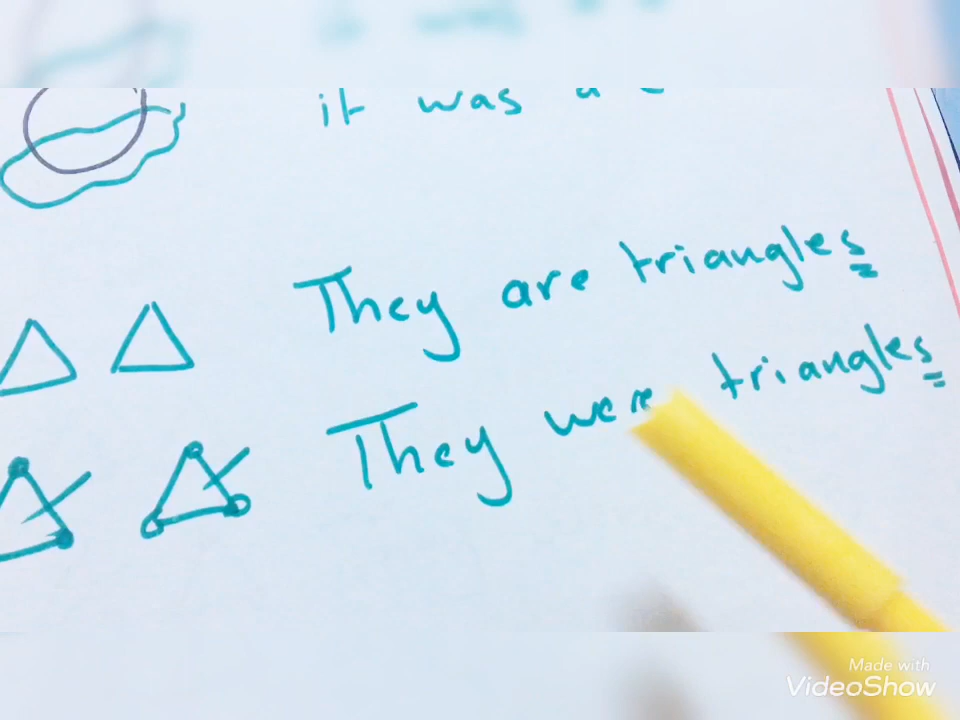 it was a
They are triangles
They were triangles
Made with
VideoShow